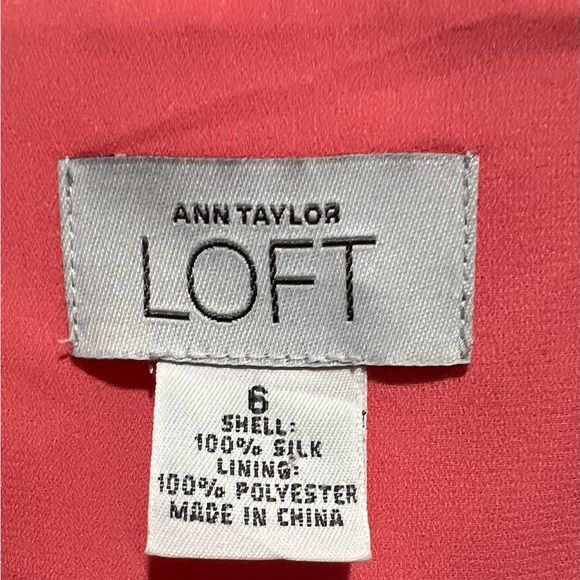 ANN TAYLOR
LOFT
6
SHELL:
100% SILK
LINING:
100% POLYESTER
MADE IN CHINA